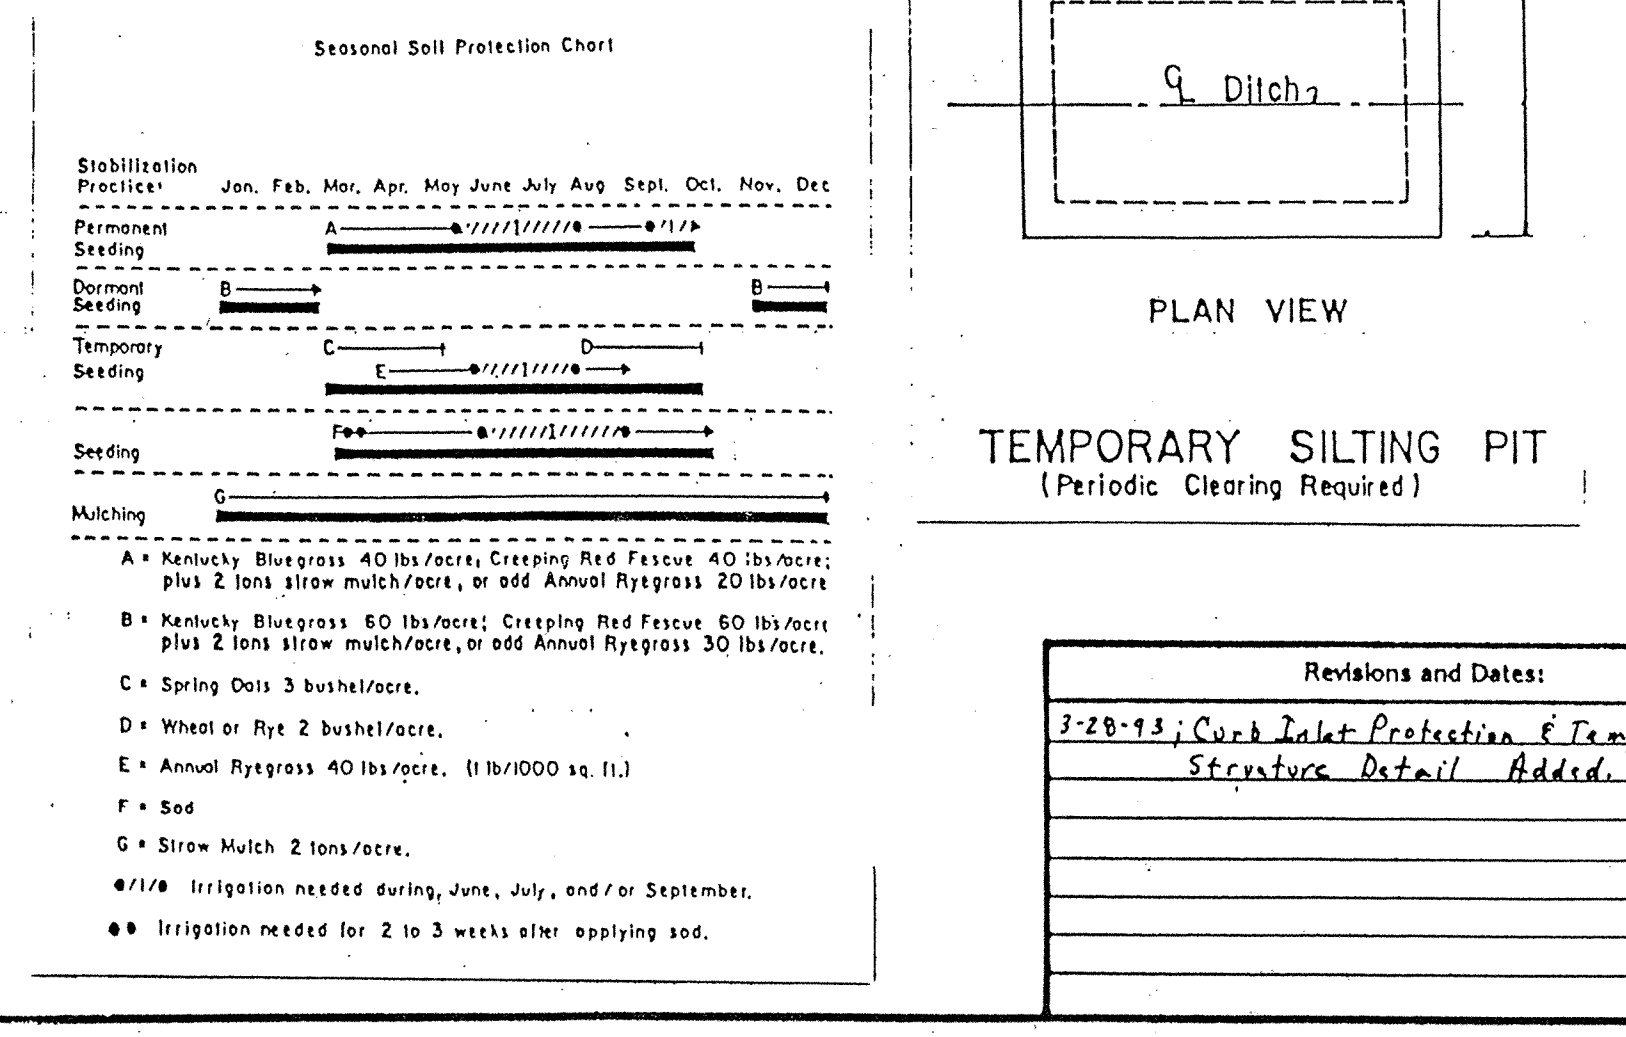 Seasonal Soil Protection Chart
Stabilization
Practice:
Jan. Feb. Mar. Apr. May June July Aug Sept. Oct. Nov. Dec
Permanent
Seeding
A
Dormant
Seeding
B
B
Temporary
Seeding
C
D
E
Seeding
F
Mulching
G
A = Kentucky Bluegrass 40 lbs/acre; Creeping Red Fescue 40 lbs/acre;
plus 2 tons straw mulch/acre, or add Annual Ryegrass 20 lbs/acre
B = Kentucky Bluegrass 60 lbs/acre; Creeping Red Fescue 60 lbs/acre
plus 2 tons straw mulch/acre, or add Annual Ryegrass 30 lbs/acre.
C = Spring Oats 3 bushel/acre.
D = Wheat or Rye 2 bushel/acre.
E = Annual Ryegrass 40 lbs/acre. (1 lb/1000 sq. ft.)
F = Sod
G = Straw Mulch 2 tons/acre.
●/1/● Irrigation needed during, June, July, and/or September.
●● Irrigation needed for 2 to 3 weeks after applying sod.
℄ Ditch
PLAN VIEW
TEMPORARY SILTING PIT
(Periodic Clearing Required)
Revisions and Dates:
3-28-93; Curb Inlet Protection & Tem
Structure Detail Added.